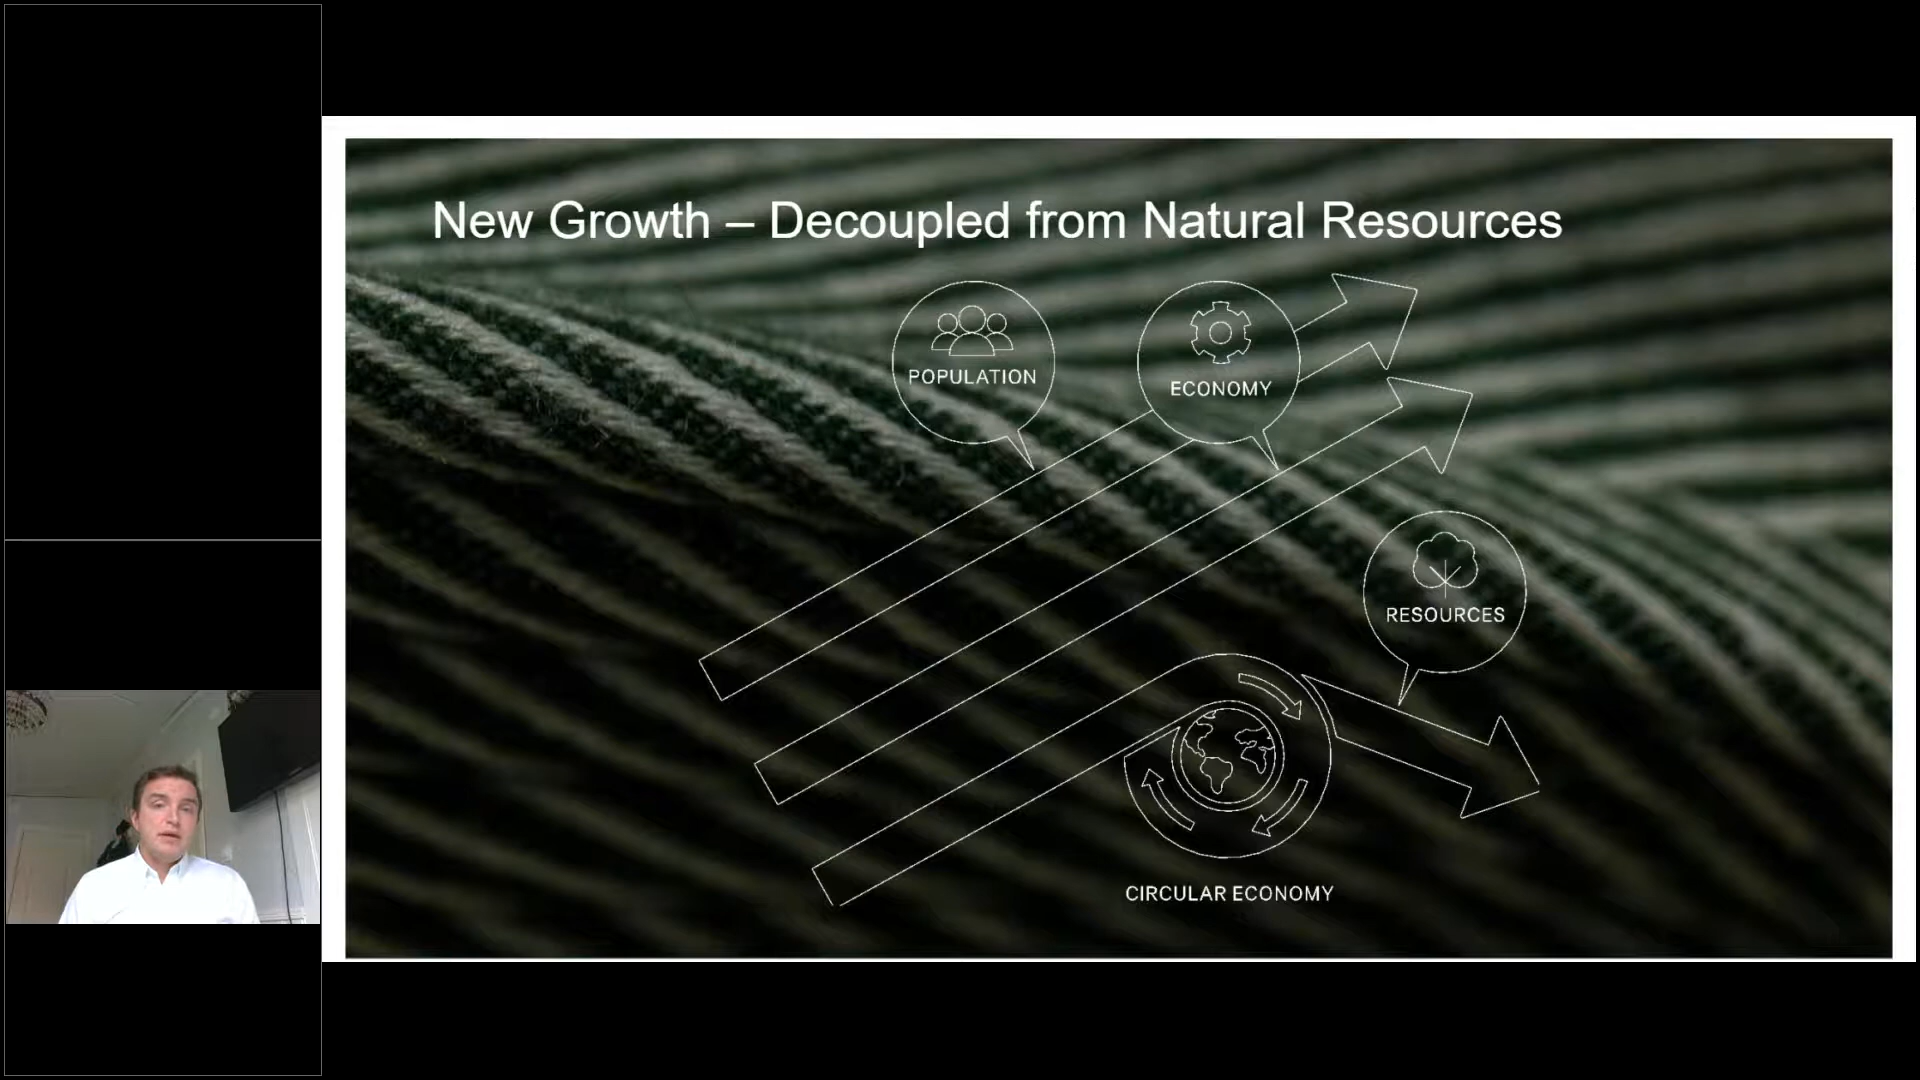 New Growth – Decoupled from Natural Resources
POPULATION
ECONOMY
RESOURCES
CIRCULAR ECONOMY